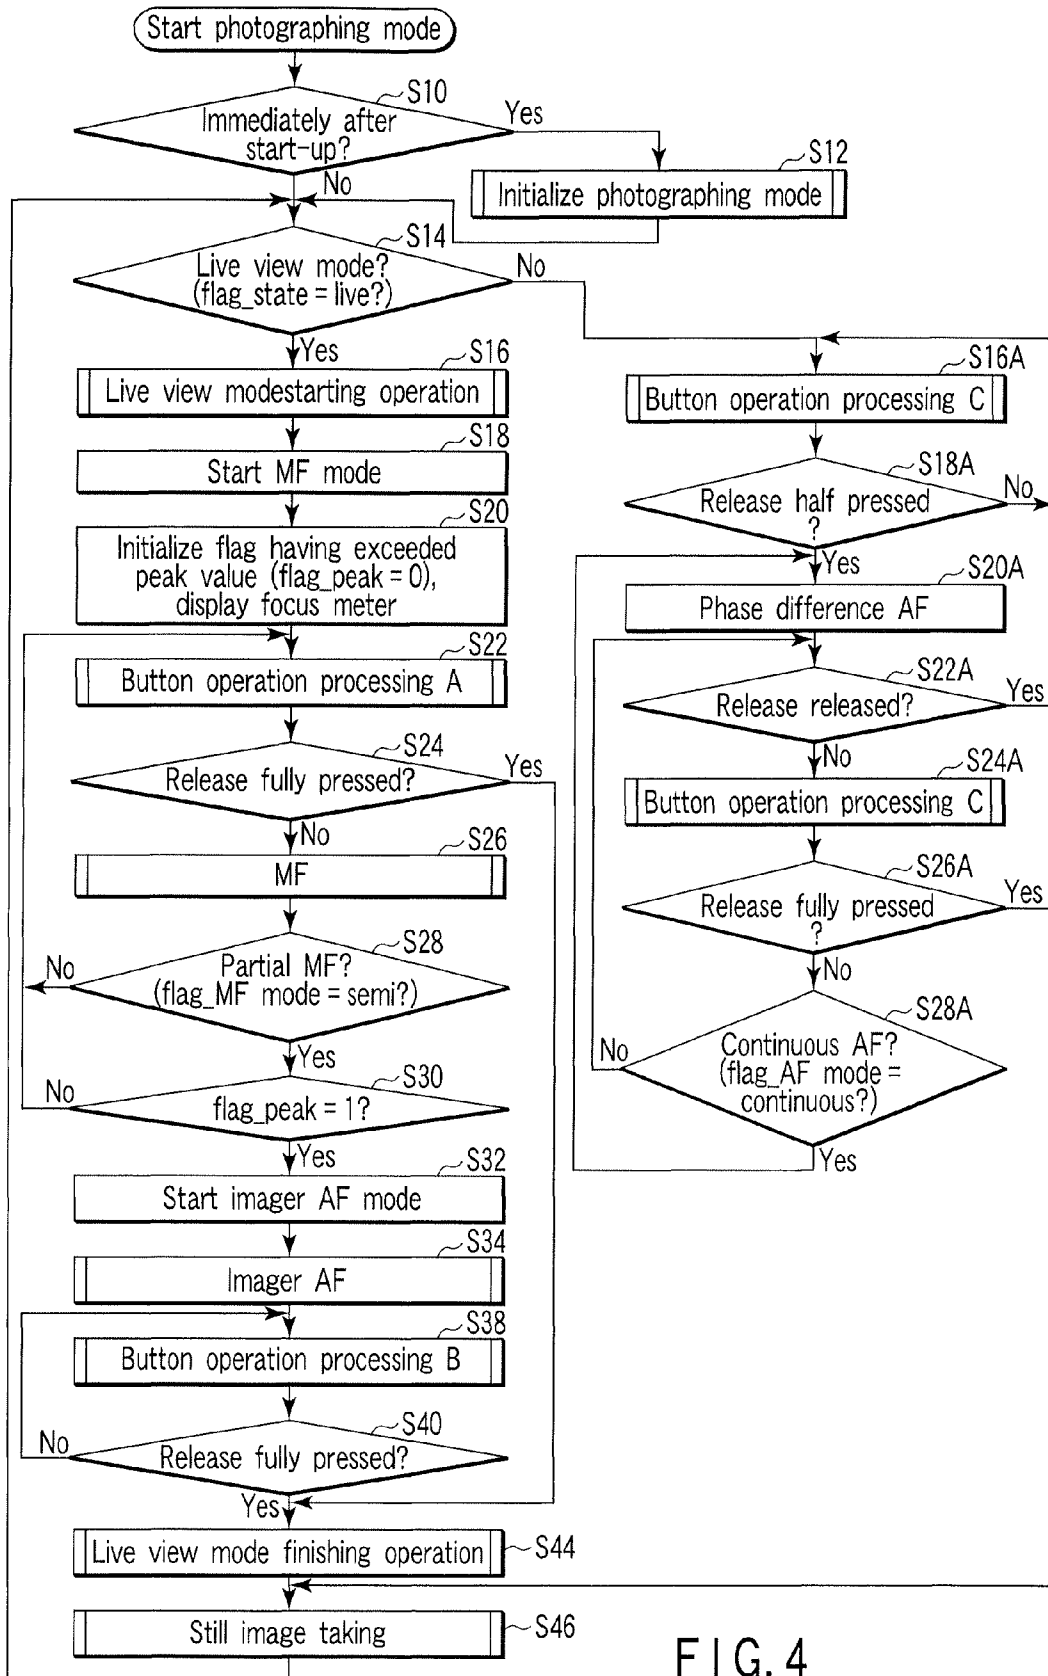 Start photographing mode
S10
Immediately after
start-up?
Yes
No
S12
Initialize photographing mode
S14
Live view mode?
(flag_state=live?)
No
Yes
S16
Live view modestarting operation
S18
Start MF mode
S20
Initialize flag having exceeded
peak value (flag_peak=0),
display focus meter
S22
Button operation processing A
S24
Release fully pressed?
Yes
No
S26
MF
S28
Partial MF?
(flag_MF mode=semi?)
No
Yes
S30
flag_peak=1?
No
Yes
S32
Start imager AF mode
S34
Imager AF
S38
Button operation processing B
S40
Release fully pressed?
No
Yes
Live view mode finishing operation
S44
Still image taking
S46
S16A
Button operation processing C
S18A
Release half pressed
?
No
Yes
S20A
Phase difference AF
S22A
Release released?
Yes
No
S24A
Button operation processing C
S26A
Release fully pressed
?
Yes
No
S28A
Continuous AF?
(flag_AF mode=
continuous?)
No
Yes
FIG. 4